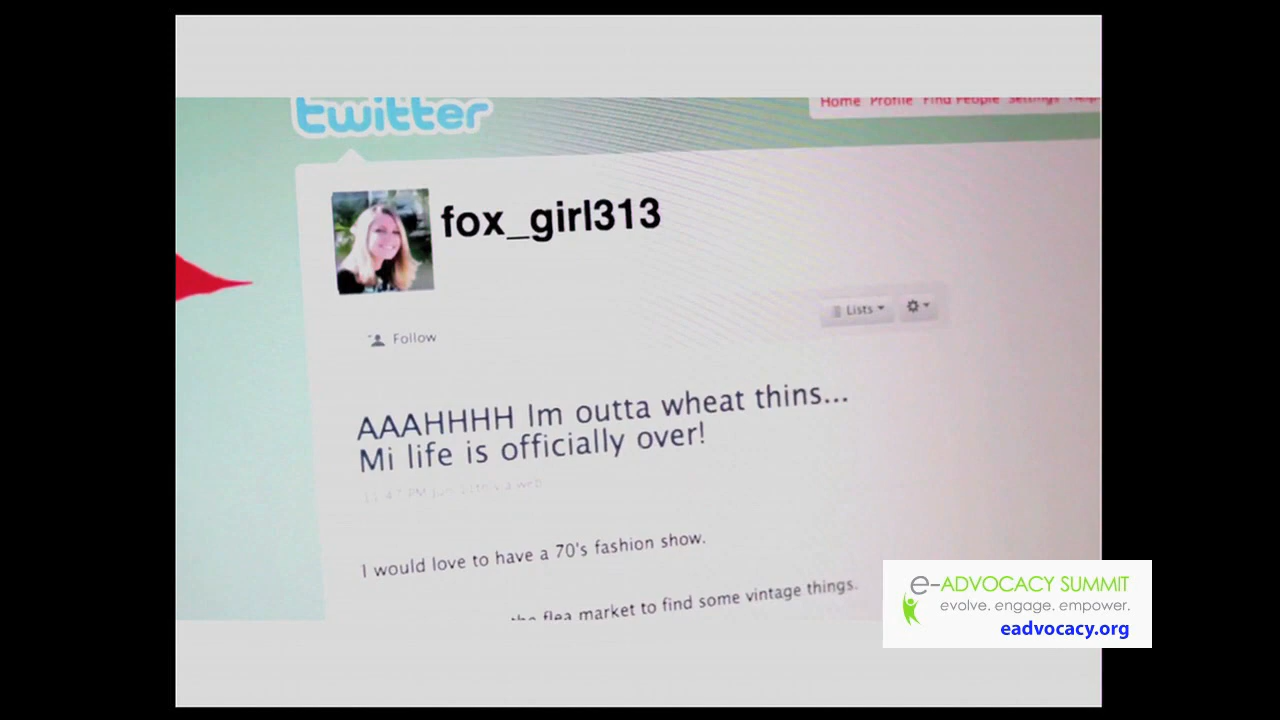 twitter
Home Profile Find People Settings Help
fox_girl313
Lists
Follow
AAAHHHH Im outta wheat thins...
Mi life is officially over!
I would love to have a 70's fashion show.
the flea market to find some vintage things.
e-ADVOCACY SUMMIT
evolve. engage. empower.
eadvocacy.org